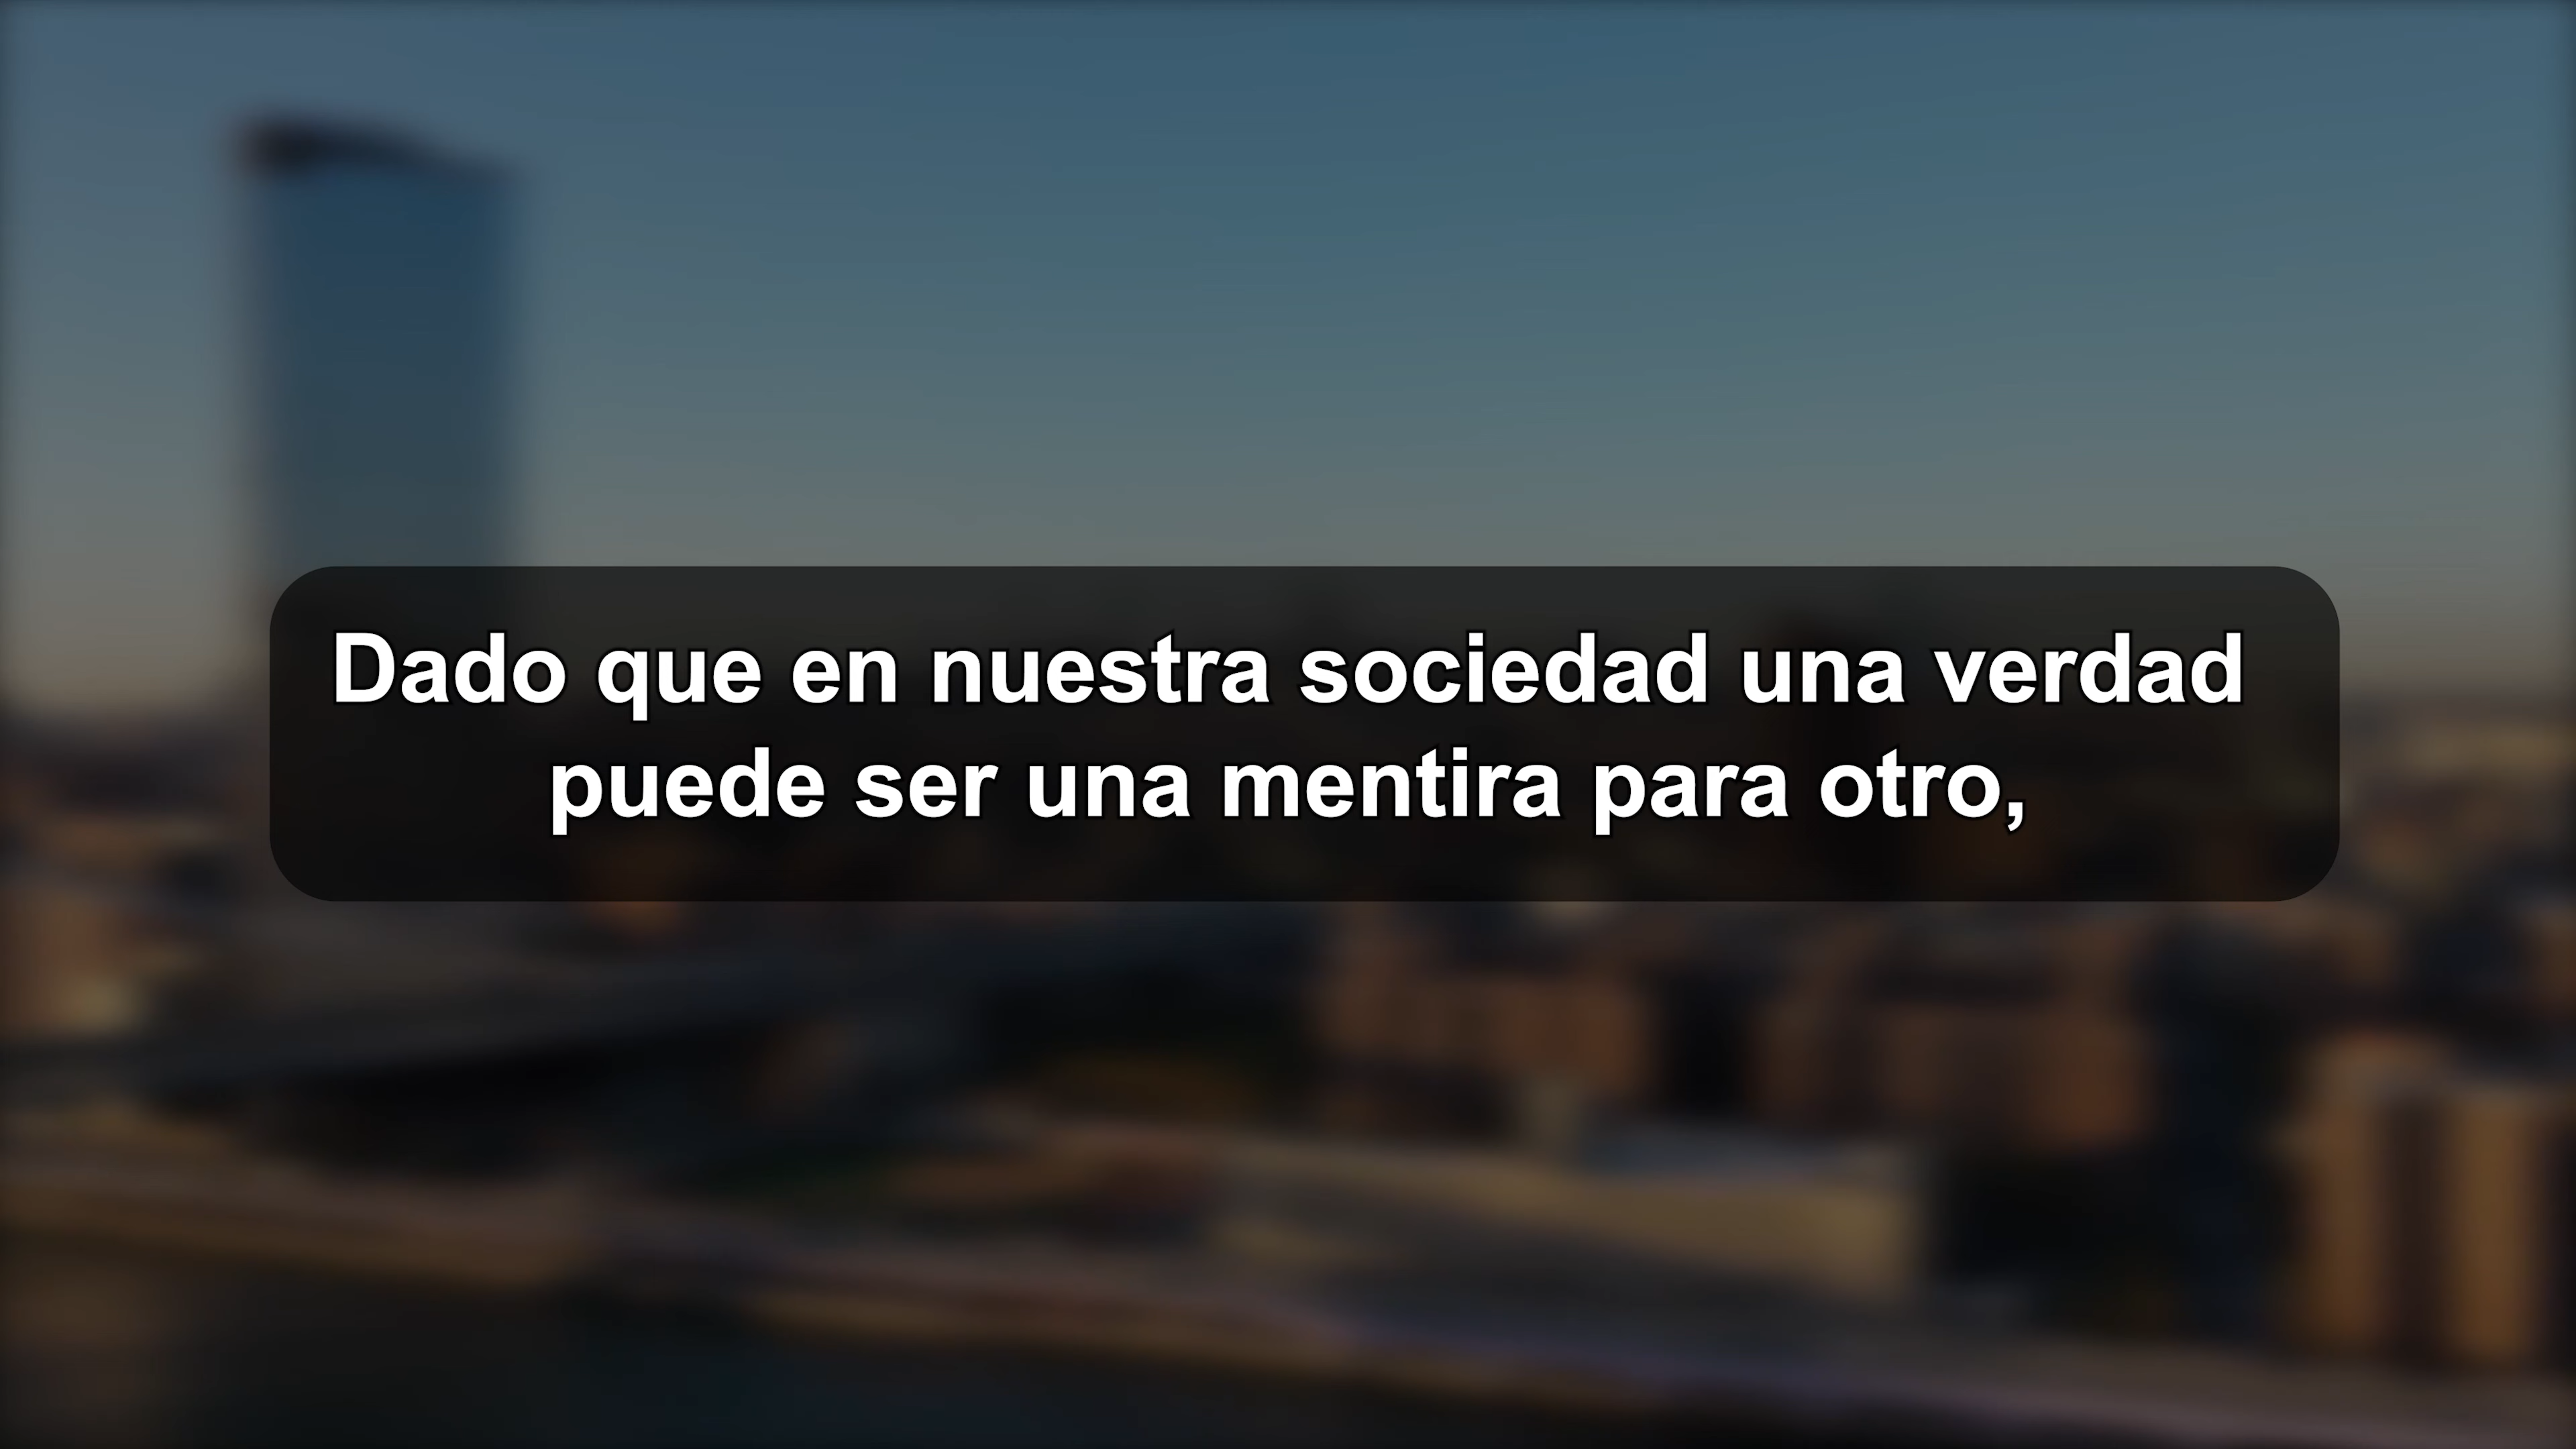 Dado que en nuestra sociedad una verdad
puede ser una mentira para otro,